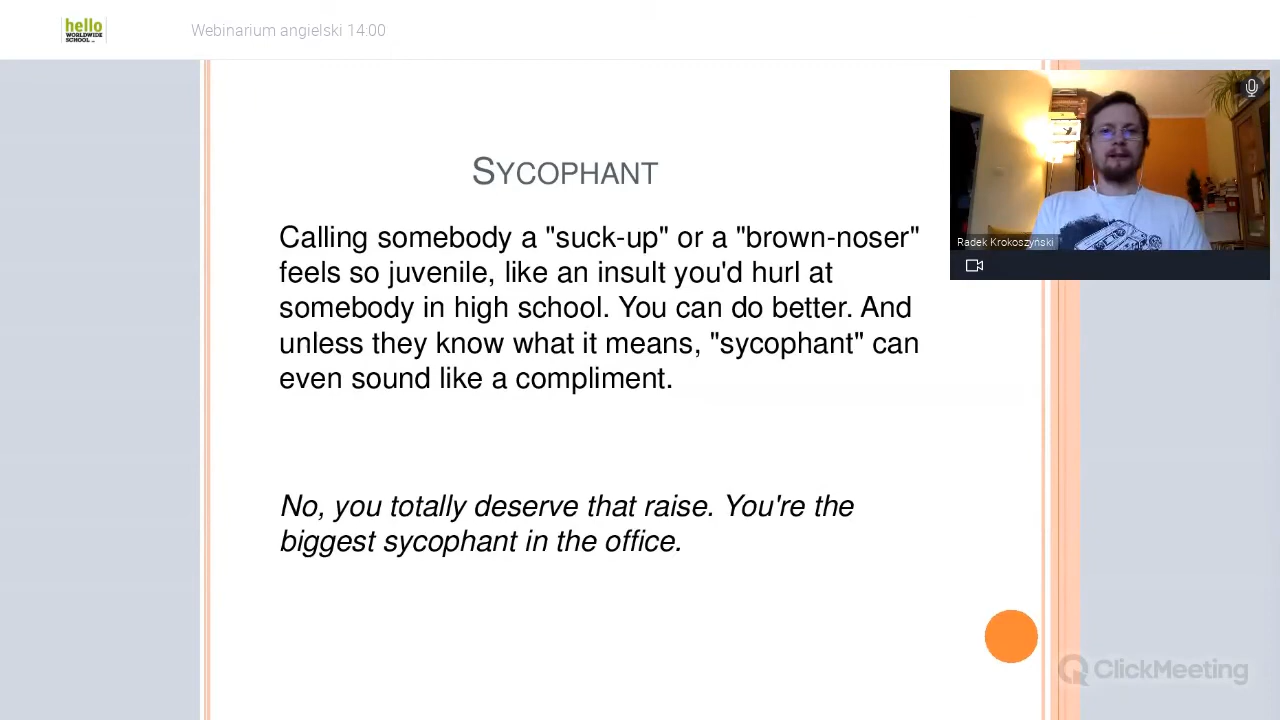 hello
WORLDWIDE
SCHOOL
Webinarium angielski 14:00
SYCOPHANT
Calling somebody a "suck-up" or a "brown-noser"
feels so juvenile, like an insult you'd hurl at
somebody in high school. You can do better. And
unless they know what it means, "sycophant" can
even sound like a compliment.
No, you totally deserve that raise. You're the
biggest sycophant in the office.
Radek Krokoszyński
ClickMeeting